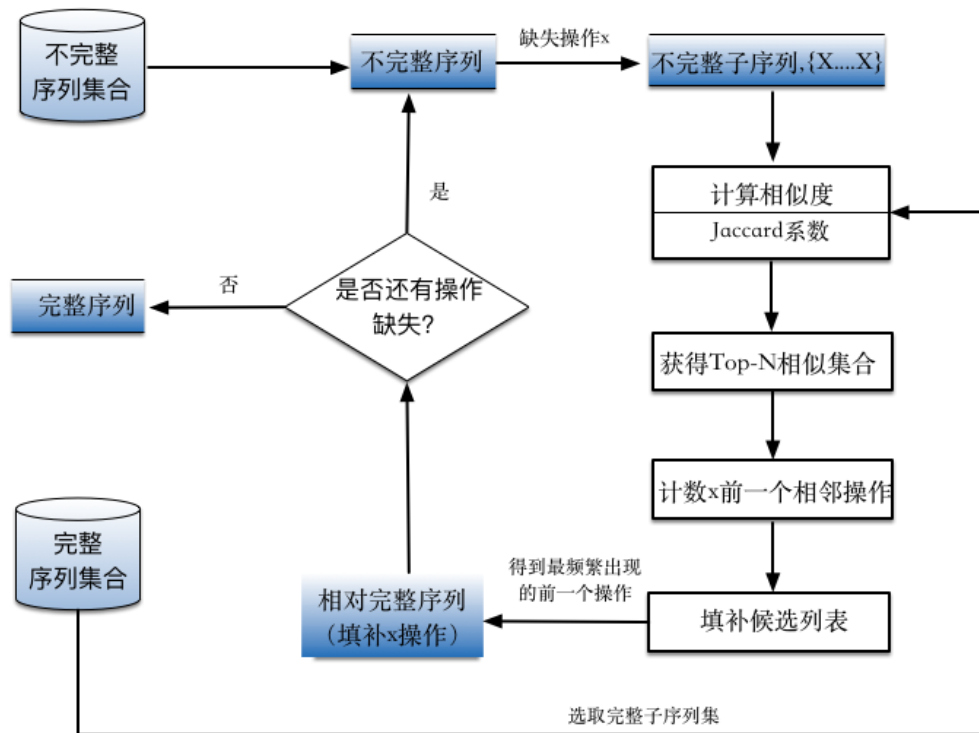 不完整
序列集合
不完整序列
缺失操作x
不完整子序列,{X....X}
计算相似度
Jaccard系数
是
否
完整序列
是否还有操作
缺失?
获得Top-N相似集合
计数x前一个相邻操作
完整
序列集合
得到最频繁出现
的前一个操作
相对完整序列
（填补x操作）
填补候选列表
选取完整子序列集